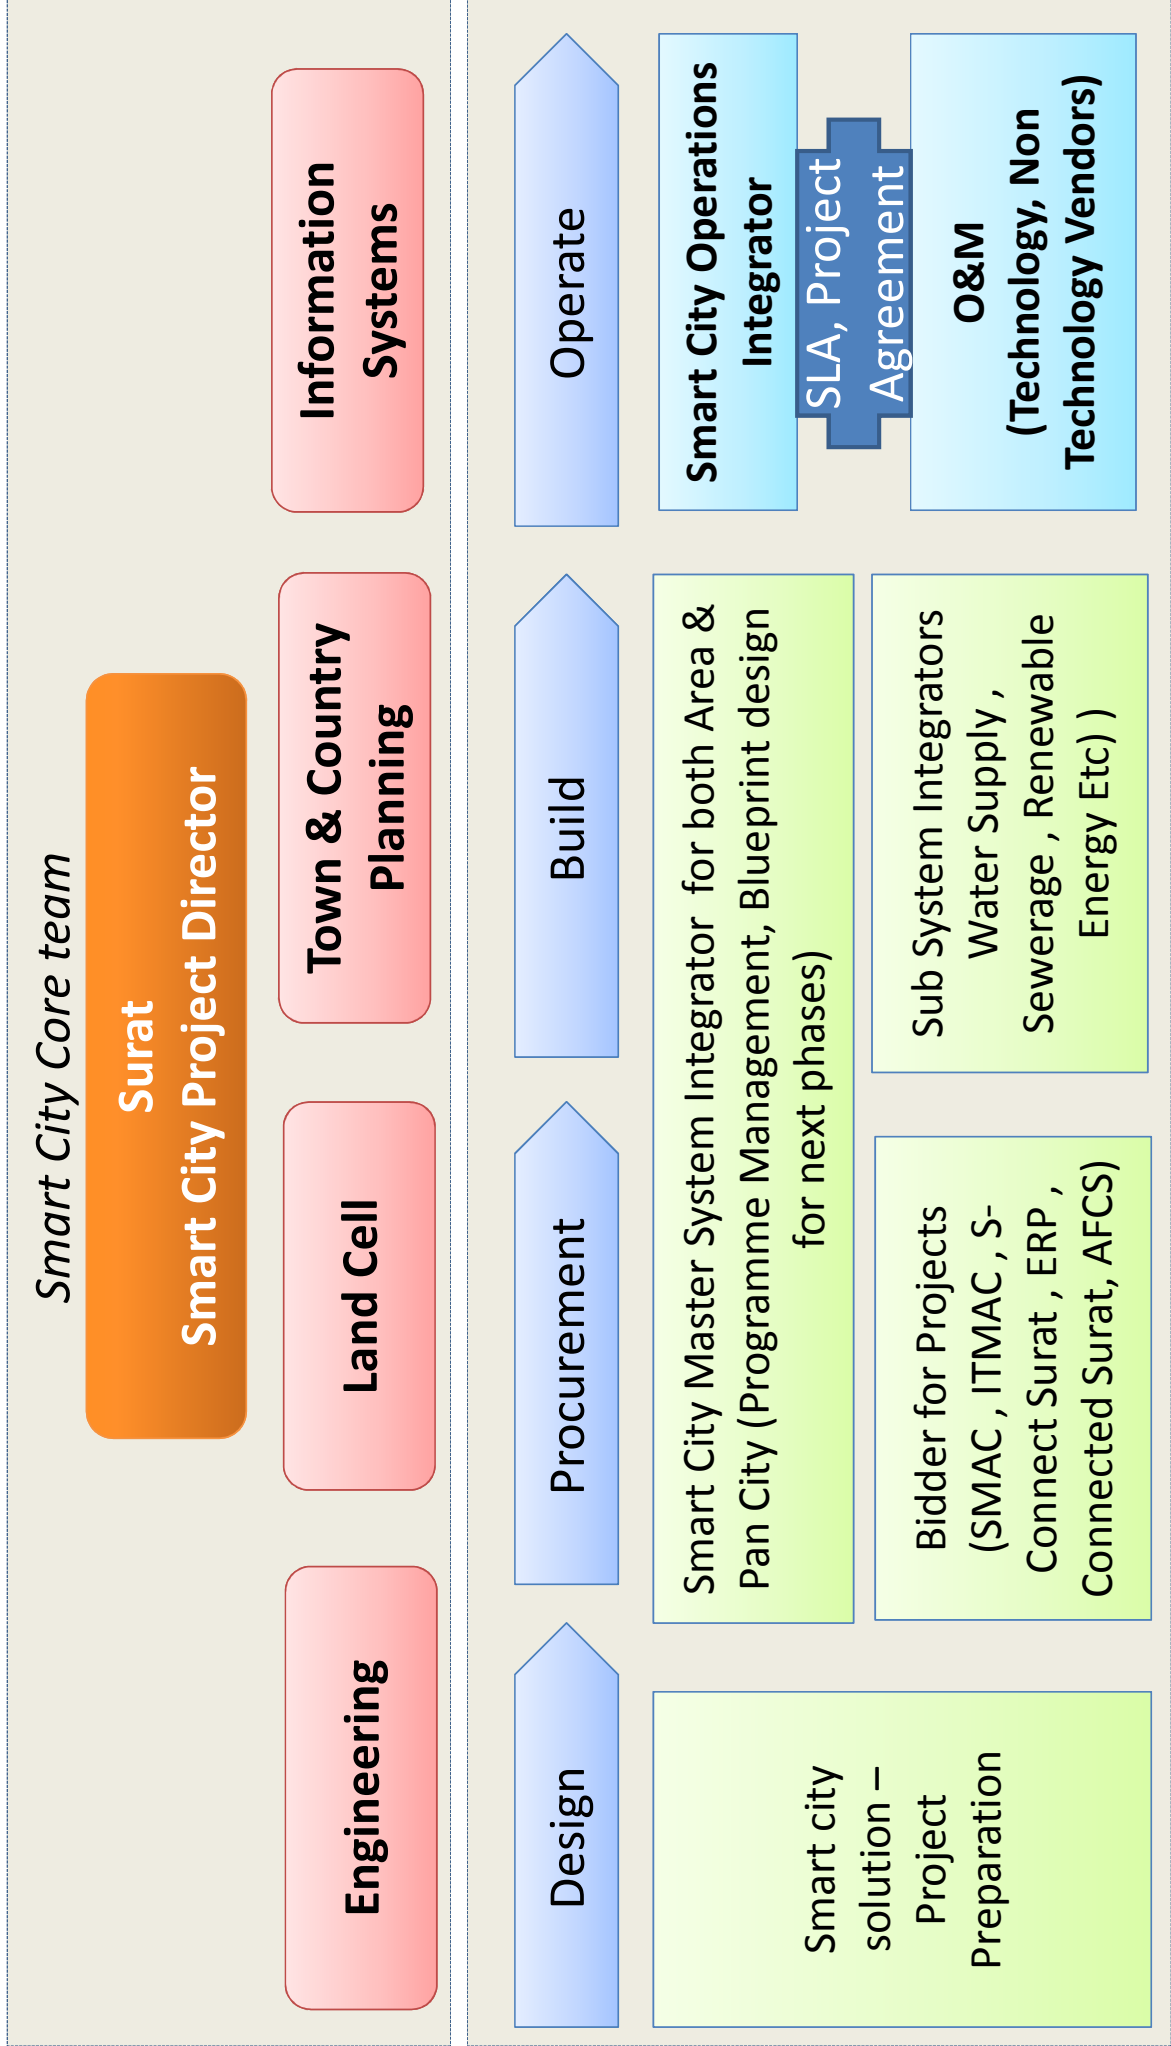 Smart City Core team
Surat
Smart City Project Director
Engineering
Land Cell
Town & Country
Planning
Information
Systems
Design
Procurement
Build
Operate
Smart city
solution –
Project
Preparation
Smart City Master System Integrator for both Area &
Pan City (Programme Management, Blueprint design
for next phases)
Bidder for Projects
(SMAC , ITMAC , S-
Connect Surat , ERP ,
Connected Surat, AFCS)
Sub System Integrators
Water Supply ,
Sewerage , Renewable
Energy Etc) )
Smart City Operations
Integrator
SLA, Project
Agreement
O&M
(Technology, Non
Technology Vendors)